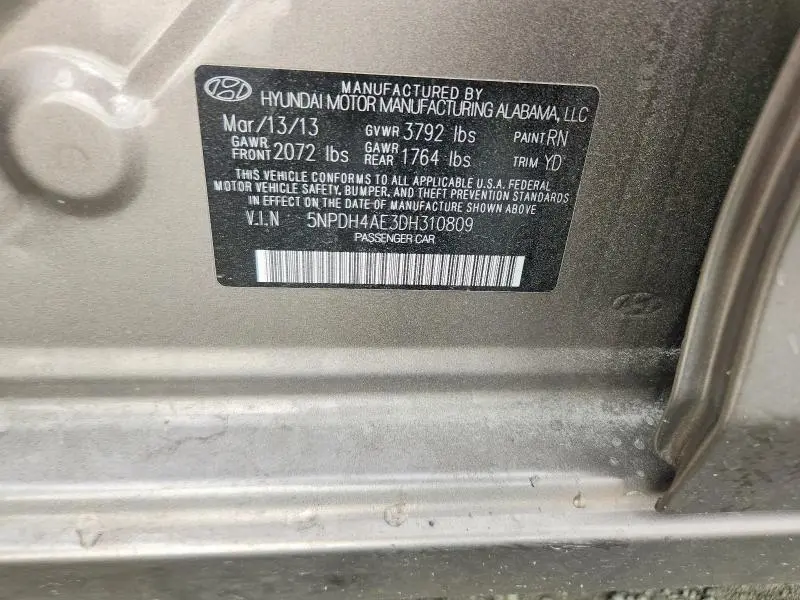 MANUFACTURED BY
HYUNDAI MOTOR MANUFACTURING ALABAMA, LLC
Mar/13/13 GVWR 3792 lbs PAINT RN
GAWR FRONT 2072 lbs GAWR REAR 1764 lbs TRIM YD
THIS VEHICLE CONFORMS TO ALL APPLICABLE U.S.A. FEDERAL
MOTOR VEHICLE SAFETY, BUMPER, AND THEFT PREVENTION STANDARDS
IN EFFECT ON THE DATE OF MANUFACTURE SHOWN ABOVE
V.I.N 5NPDH4AE3DH310809
PASSENGER CAR